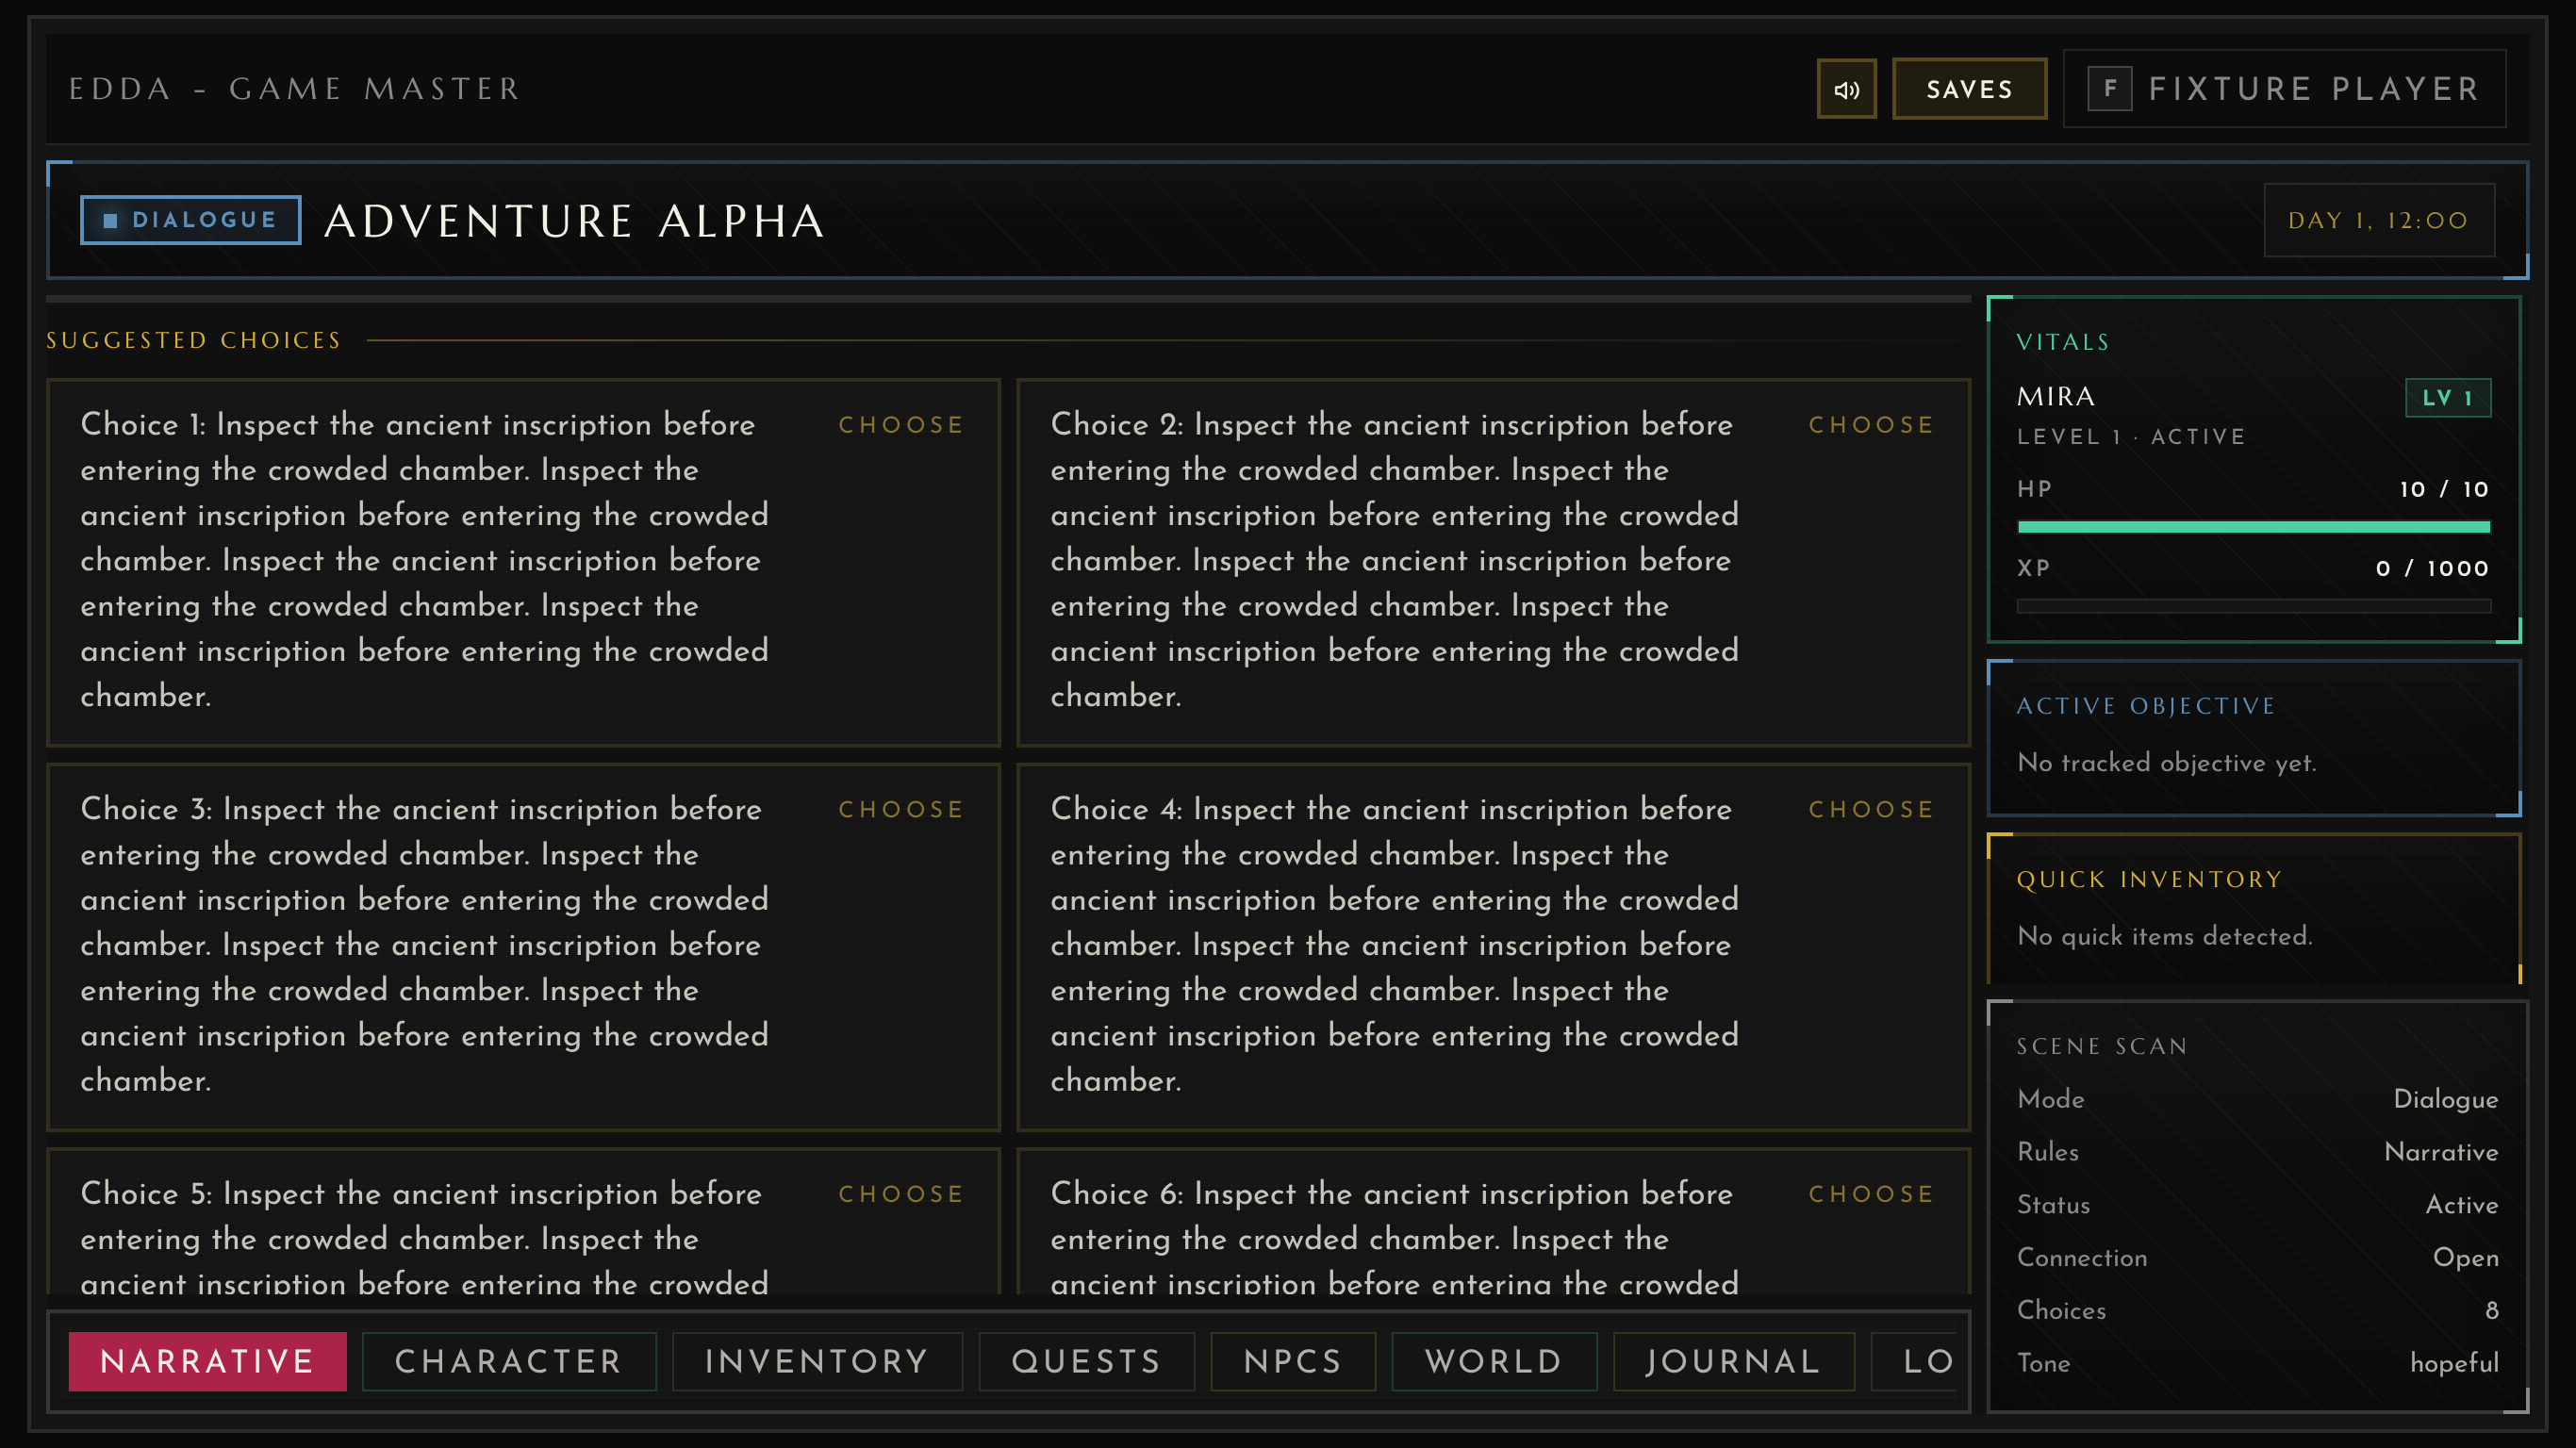 EDDA - GAME MASTER
SAVES
F FIXTURE PLAYER
DIALOGUE
ADVENTURE ALPHA
DAY 1, 12:00
SUGGESTED CHOICES
Choice 1: Inspect the ancient inscription before
entering the crowded chamber. Inspect the
ancient inscription before entering the crowded
chamber. Inspect the ancient inscription before
entering the crowded chamber. Inspect the
ancient inscription before entering the crowded
chamber.
CHOOSE
Choice 2: Inspect the ancient inscription before
entering the crowded chamber. Inspect the
ancient inscription before entering the crowded
chamber. Inspect the ancient inscription before
entering the crowded chamber. Inspect the
ancient inscription before entering the crowded
chamber.
CHOOSE
Choice 3: Inspect the ancient inscription before
entering the crowded chamber. Inspect the
ancient inscription before entering the crowded
chamber. Inspect the ancient inscription before
entering the crowded chamber. Inspect the
ancient inscription before entering the crowded
chamber.
CHOOSE
Choice 4: Inspect the ancient inscription before
entering the crowded chamber. Inspect the
ancient inscription before entering the crowded
chamber. Inspect the ancient inscription before
entering the crowded chamber. Inspect the
ancient inscription before entering the crowded
chamber.
CHOOSE
Choice 5: Inspect the ancient inscription before
entering the crowded chamber. Inspect the
ancient inscription before entering the crowded
CHOOSE
Choice 6: Inspect the ancient inscription before
entering the crowded chamber. Inspect the
ancient inscription before entering the crowded
CHOOSE
NARRATIVE
CHARACTER
INVENTORY
QUESTS
NPCS
WORLD
JOURNAL
LO
VITALS
MIRA
LV 1
LEVEL 1 · ACTIVE
HP
10 / 10
XP
0 / 1000
ACTIVE OBJECTIVE
No tracked objective yet.
QUICK INVENTORY
No quick items detected.
SCENE SCAN
Mode Dialogue
Rules Narrative
Status Active
Connection Open
Choices 8
Tone hopeful